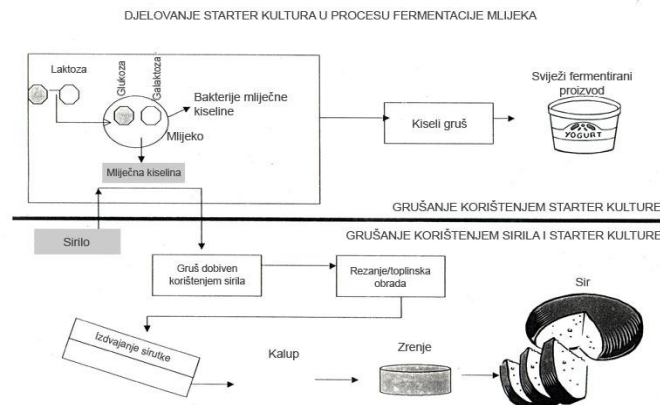 DJELOVANJE STARTER KULTURA U PROCESU FERMENTACIJE MLIJEKA
Laktoza
Glukoza
Galaktoza
Bakterije mliječne
kiseline
Mlijeko
Mliječna kiselina
Kiseli gruš
Sviježi fermentirani
proizvod
YOGURT
GRUŠANJE KORIŠTENJEM STARTER KULTURE
GRUŠANJE KORIŠTENJEM SIRILA I STARTER KULTURE
Sirilo
Gruš dobiven
korištenjem sirila
Rezanje/toplinska
obrada
Izdvajanje sirutke
Kalup
Zrenje
Sir